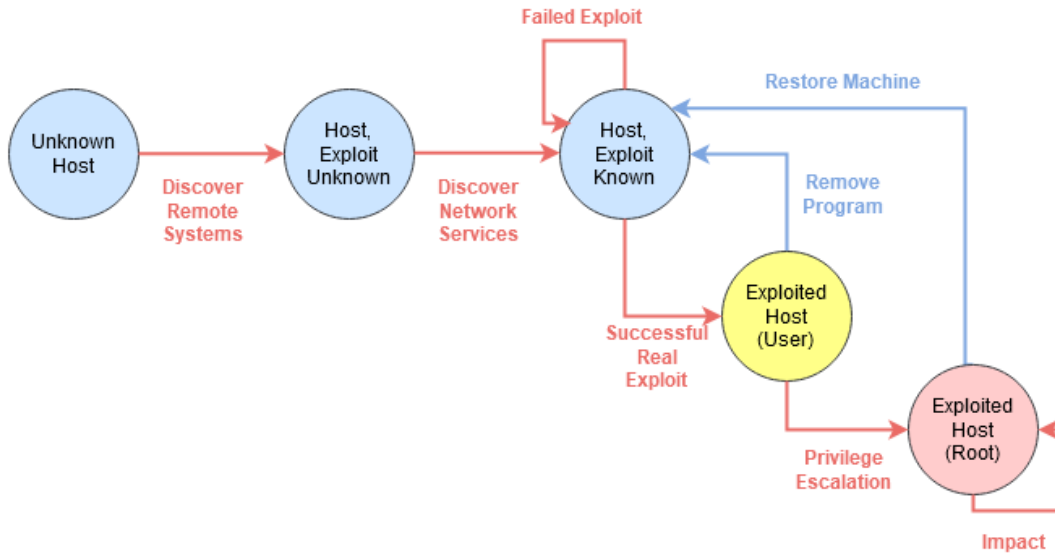 Failed Exploit
Restore Machine
Unknown
Host
Host,
Exploit
Unknown
Host,
Exploit
Known
Discover
Remote
Systems
Discover
Network
Services
Remove
Program
Exploited
Host
(User)
Successful
Real
Exploit
Exploited
Host
(Root)
Privilege
Escalation
Impact